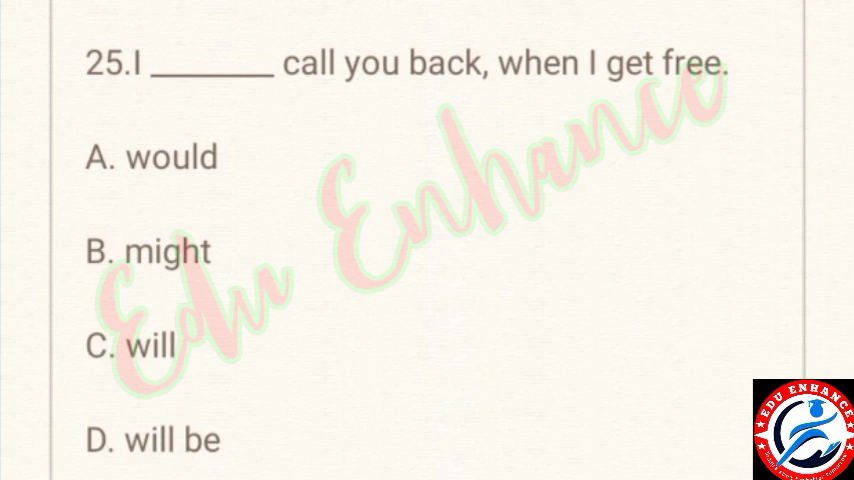 25.I _______ call you back, when I get free.
A. would
B. might
C. will
D. will be
Edu Enhance
EDU ENHANCE